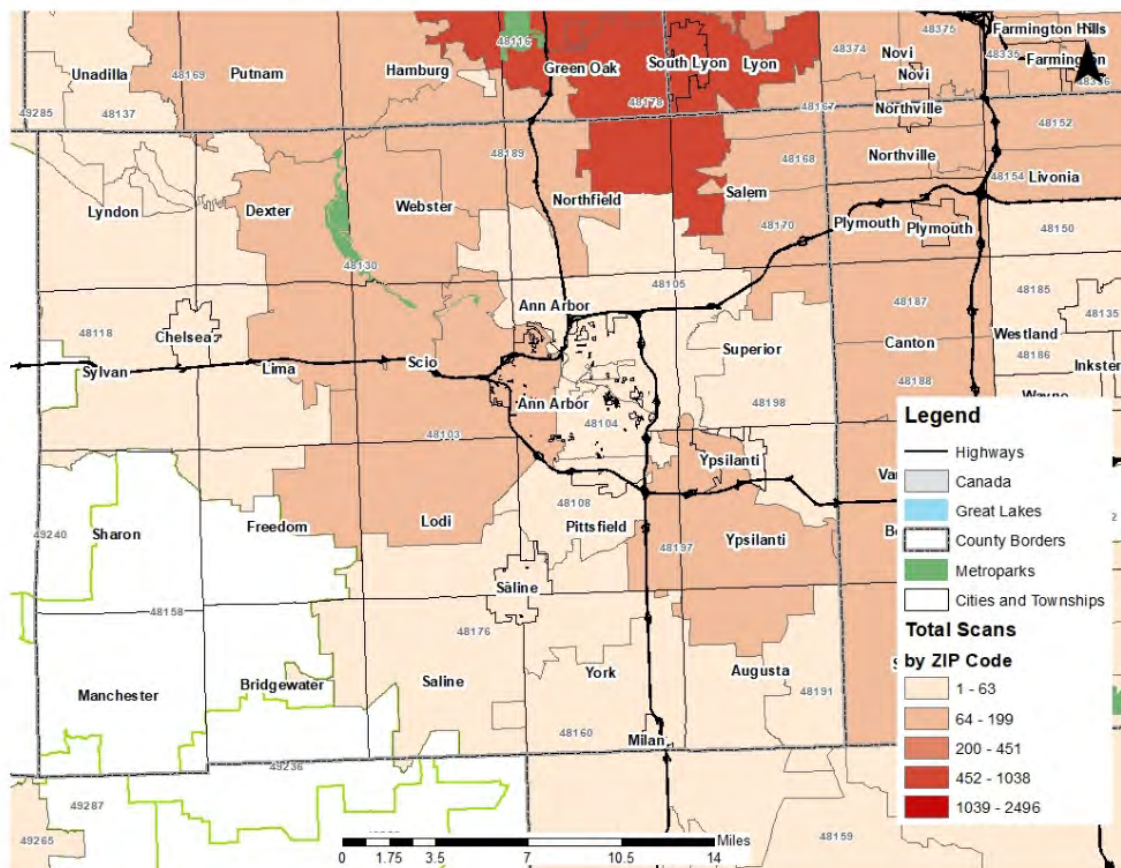 48116
48375
Farmington Hills
48374
48335
Unadilla
48169
Putnam
Hamburg
Green Oak
South Lyon
Lyon
Novi
Farmington
Novi
48336
49285
48137
48178
48167
Northville
48152
48189
48168
Northville
48154
Livonia
Lyndon
Dexter
Webster
Northfield
Salem
48170
Plymouth
Plymouth
48150
48130
48105
48187
48185
Ann Arbor
48135
48118
Chelsea
Superior
Canton
Westland
Sylvan
Lima
Scio
48186
Inkster
48188
Wayne
Ann Arbor
48198
48103
48104
Ypsilanti
49240
Sharon
Freedom
Lodi
48108
Pittsfield
48197
Ypsilanti
Saline
48158
48176
Manchester
Bridgewater
Saline
York
Augusta
48191
48160
Milan
49236
49287
49265
48159
Legend
Highways
Canada
Great Lakes
County Borders
Metroparks
Cities and Townships
Total Scans
by ZIP Code
1 - 63
64 - 199
200 - 451
452 - 1038
1039 - 2496
Miles
0 1.75 3.5 7 10.5 14